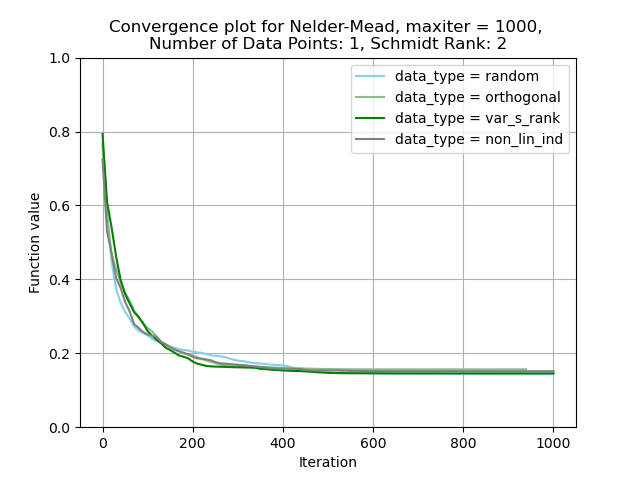 Convergence plot for Nelder-Mead, maxiter = 1000,
Number of Data Points: 1, Schmidt Rank: 2
data_type = random
data_type = orthogonal
data_type = var_s_rank
data_type = non_lin_ind
Function value
1.0
0.8
0.6
0.4
0.2
0.0
0 200 400 600 800 1000
Iteration